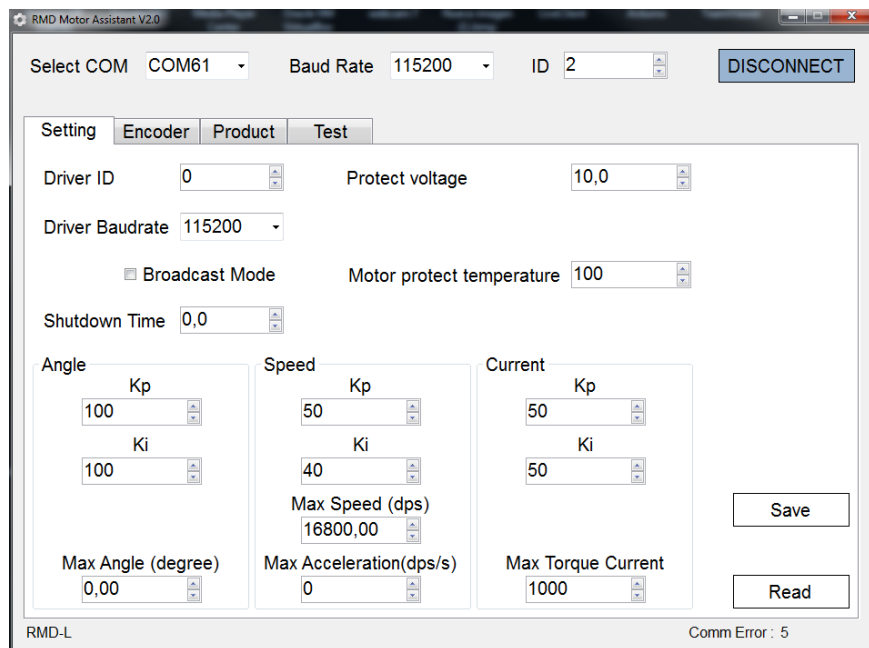 RMD Motor Assistant V2.0
Select COM COM61 Baud Rate 115200 ID 2 DISCONNECT
Setting Encoder Product Test
Driver ID 0 Protect voltage 10,0
Driver Baudrate 115200
Broadcast Mode Motor protect temperature 100
Shutdown Time 0,0
Angle Speed Current
Kp Kp Kp
100 50 50
Ki Ki Ki
100 40 50
Max Speed (dps)
16800,00 Save
Max Angle (degree) Max Acceleration(dps/s) Max Torque Current
0,00 0 1000 Read
RMD-L Comm Error : 5